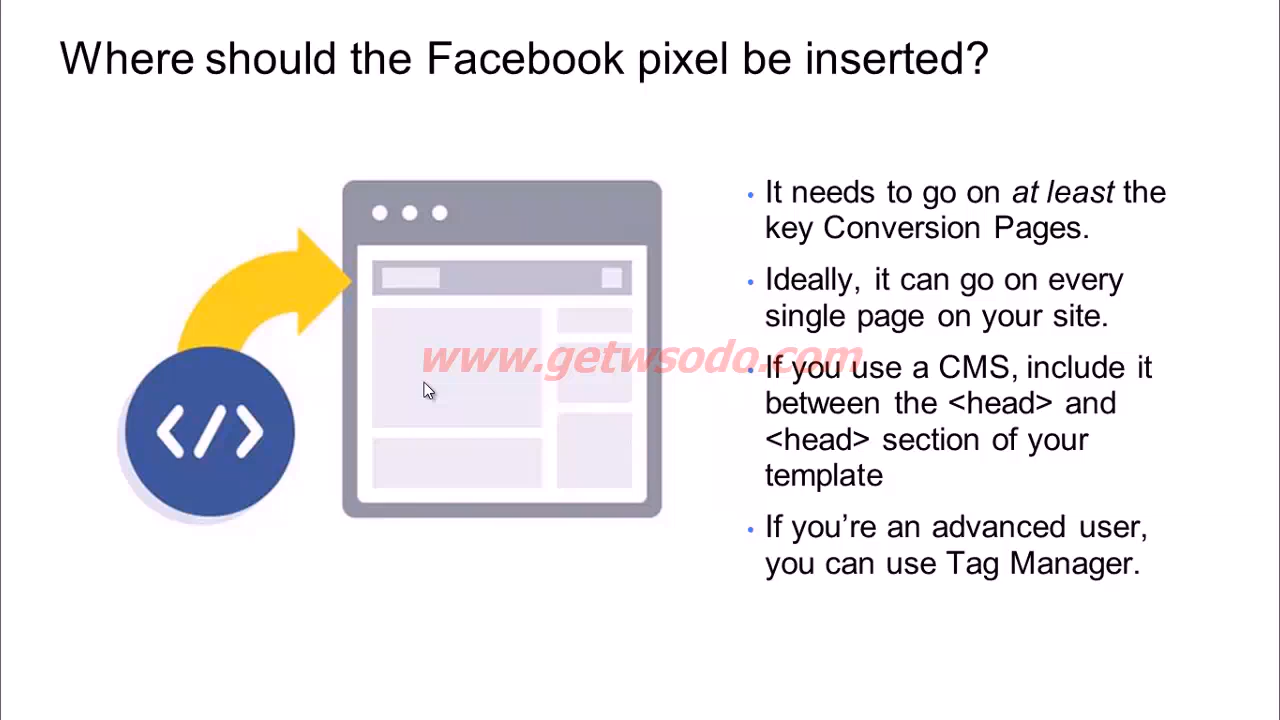 Where should the Facebook pixel be inserted?
• It needs to go on at least the
key Conversion Pages.
• Ideally, it can go on every
single page on your site.
www.getwsodo.com
• If you use a CMS, include it
between the <head> and
<head> section of your
template
• If you’re an advanced user,
you can use Tag Manager.
</>